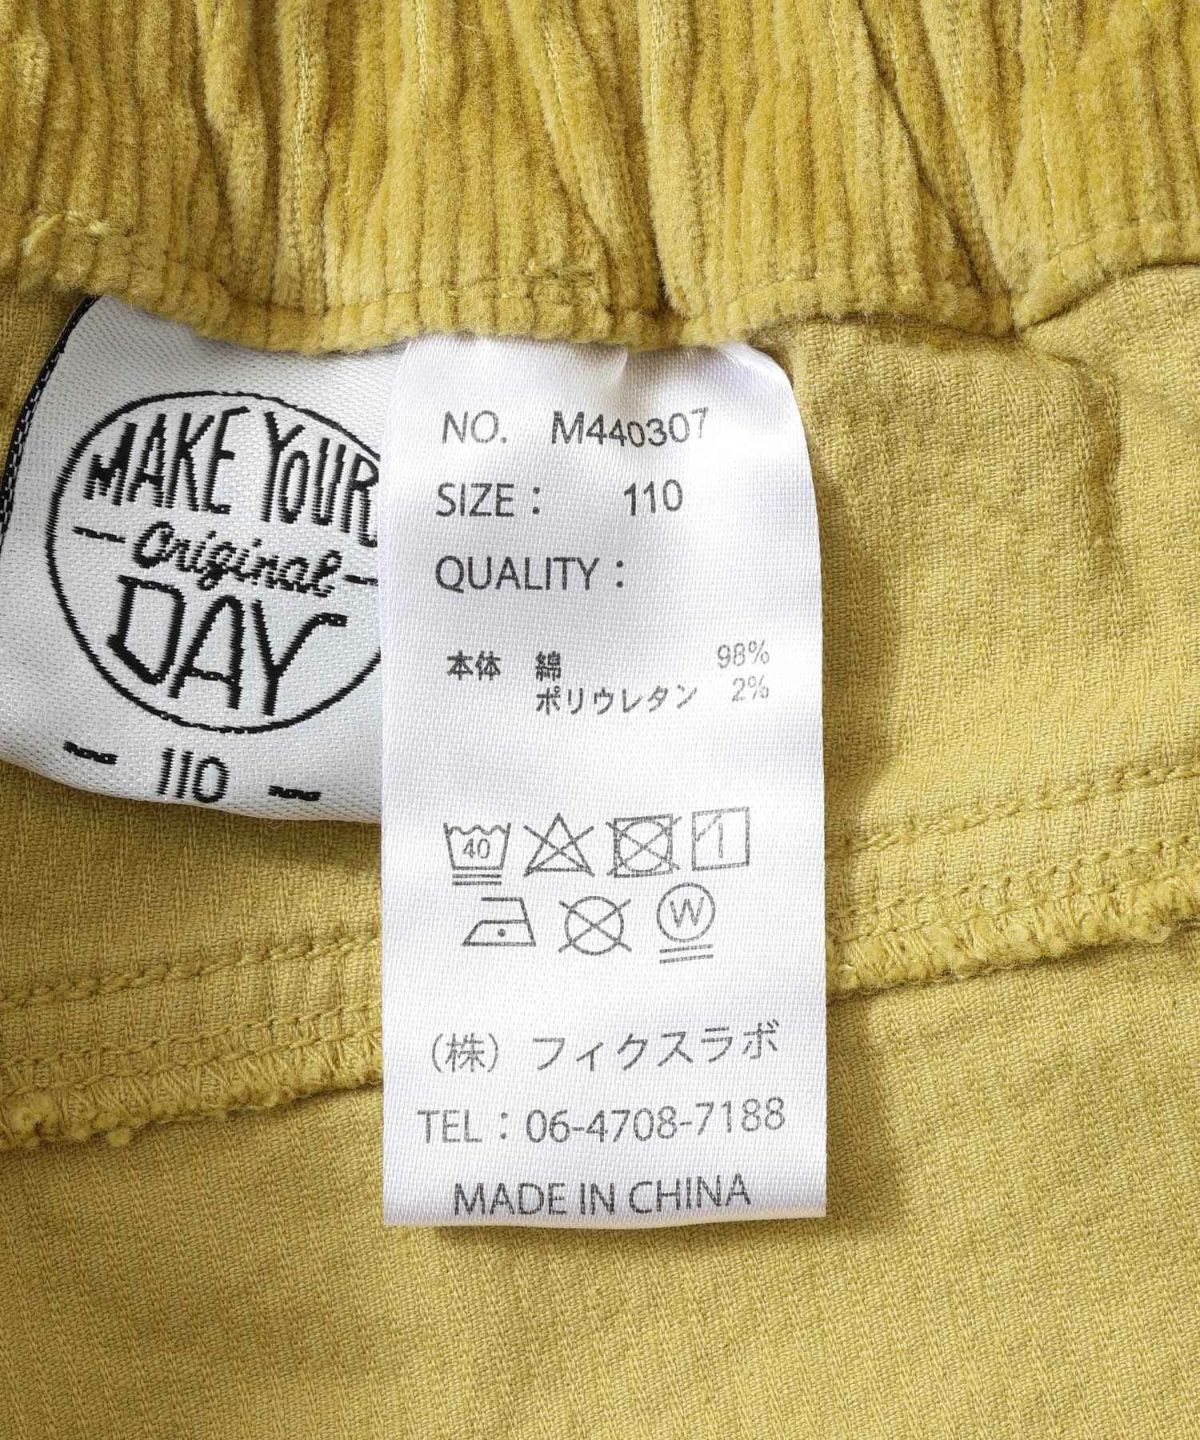 MAKE YOUR
Original
DAY
110
NO. M440307
SIZE : 110
QUALITY :
本体 綿 98%
ポリウレタン 2%
40
W
(株) フィクスラボ
TEL : 06-4708-7188
MADE IN CHINA